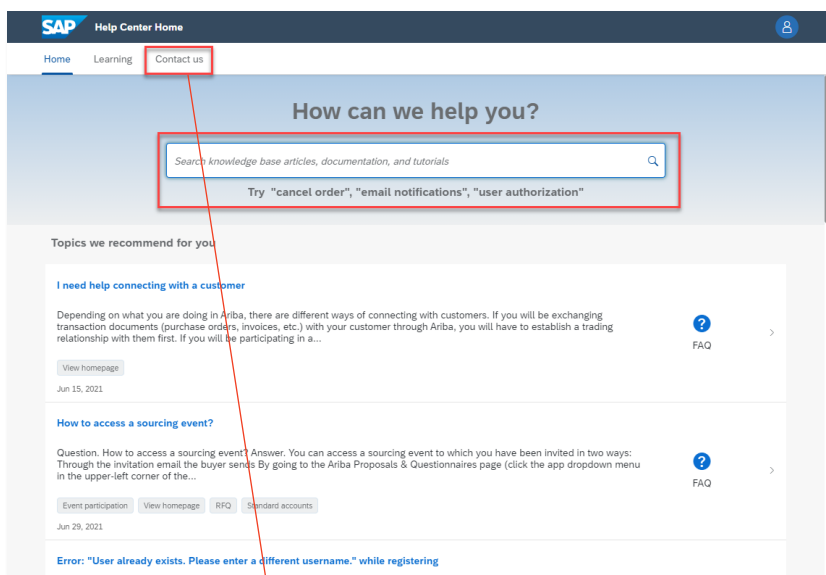 SAP Help Center Home
Home Learning Contact us
How can we help you?
Search knowledge base articles, documentation, and tutorials
Try "cancel order", "email notifications", "user authorization"
Topics we recommend for you
I need help connecting with a customer
Depending on what you are doing in Ariba, there are different ways of connecting with customers. If you will be exchanging
transaction documents (purchase orders, invoices, etc.) with your customer through Ariba, you will have to establish a trading
relationship with them first. If you will be participating in a...
? FAQ
View homepage
Jun 15, 2021
How to access a sourcing event?
Question. How to access a sourcing event? Answer. You can access a sourcing event to which you have been invited in two ways:
Through the invitation email the buyer sends By going to the Ariba Proposals & Questionnaires page (click the app dropdown menu
in the upper-left corner of the...
? FAQ
Event participation View homepage RFQ Standard accounts
Jun 29, 2021
Error: "User already exists. Please enter a different username." while registering